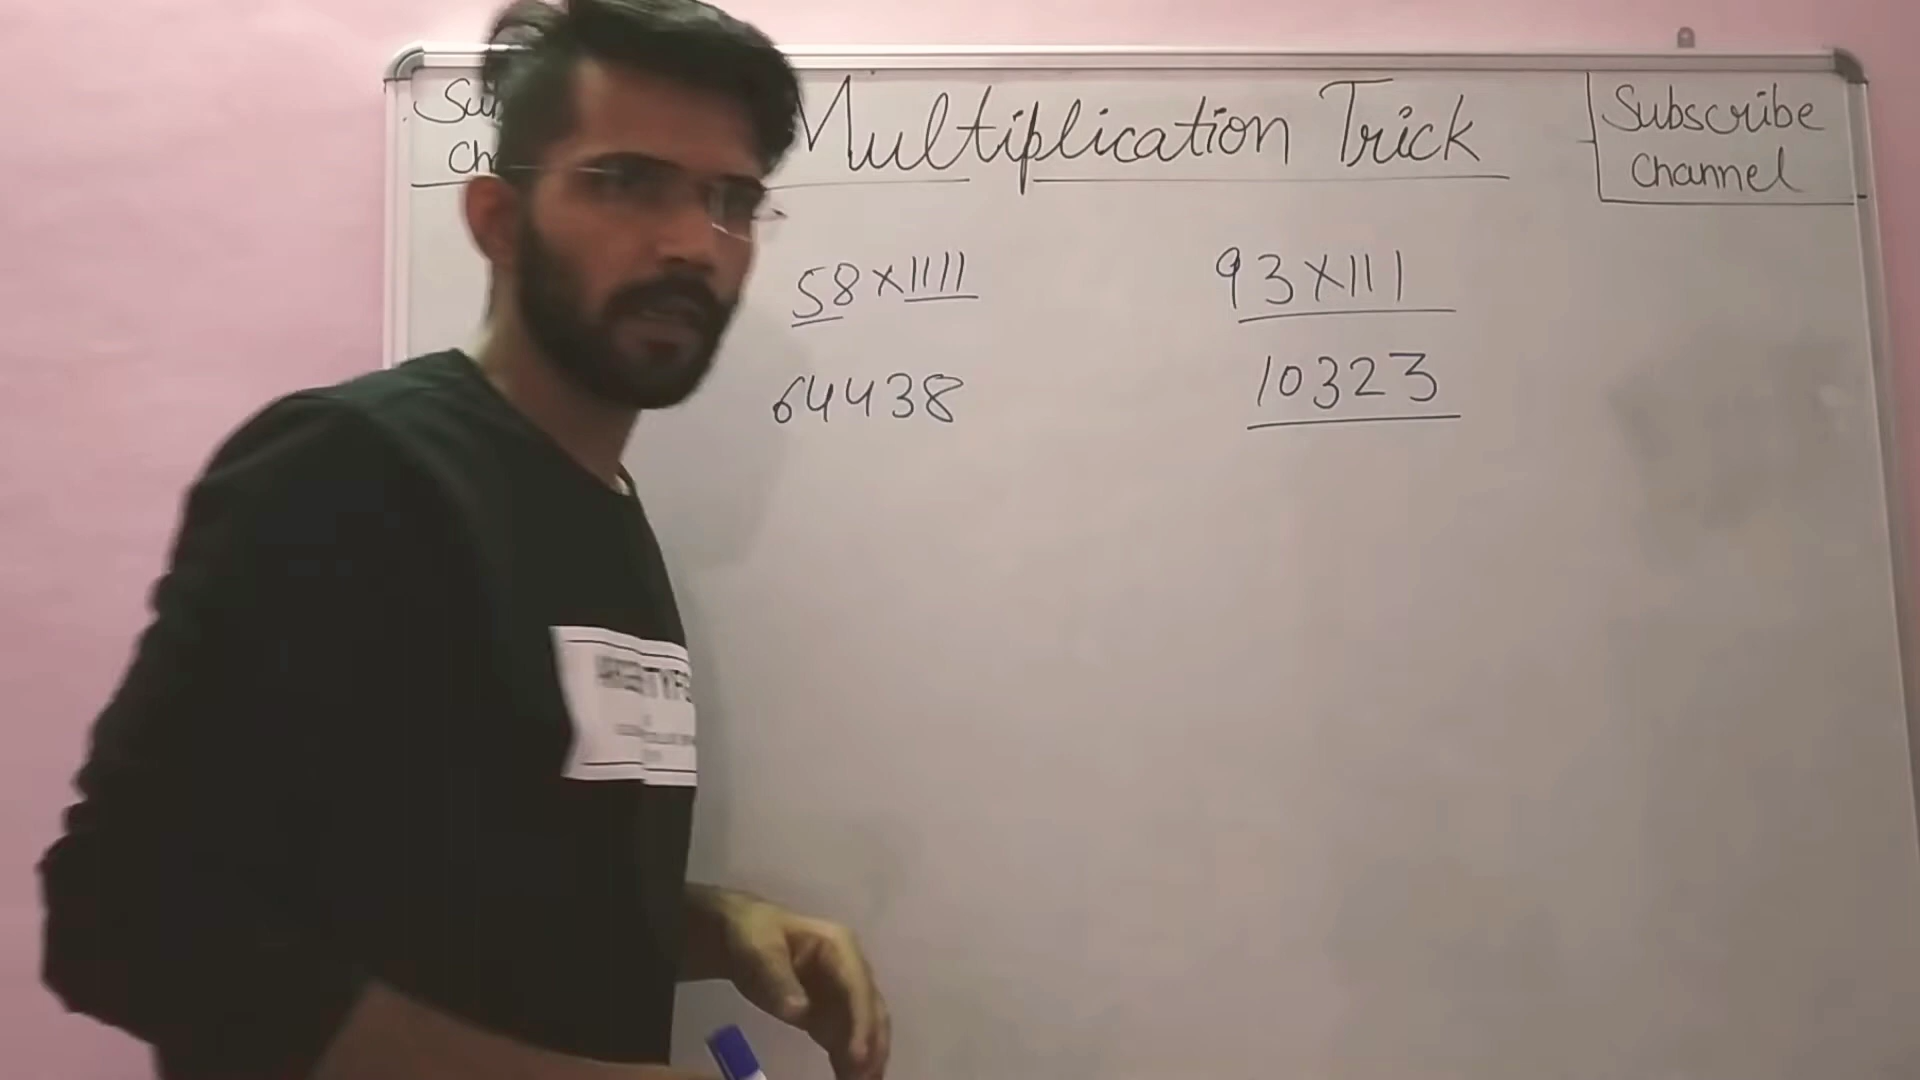 Multiplication Trick
Subscribe
Channel
58×1111
64438
93×111
10323